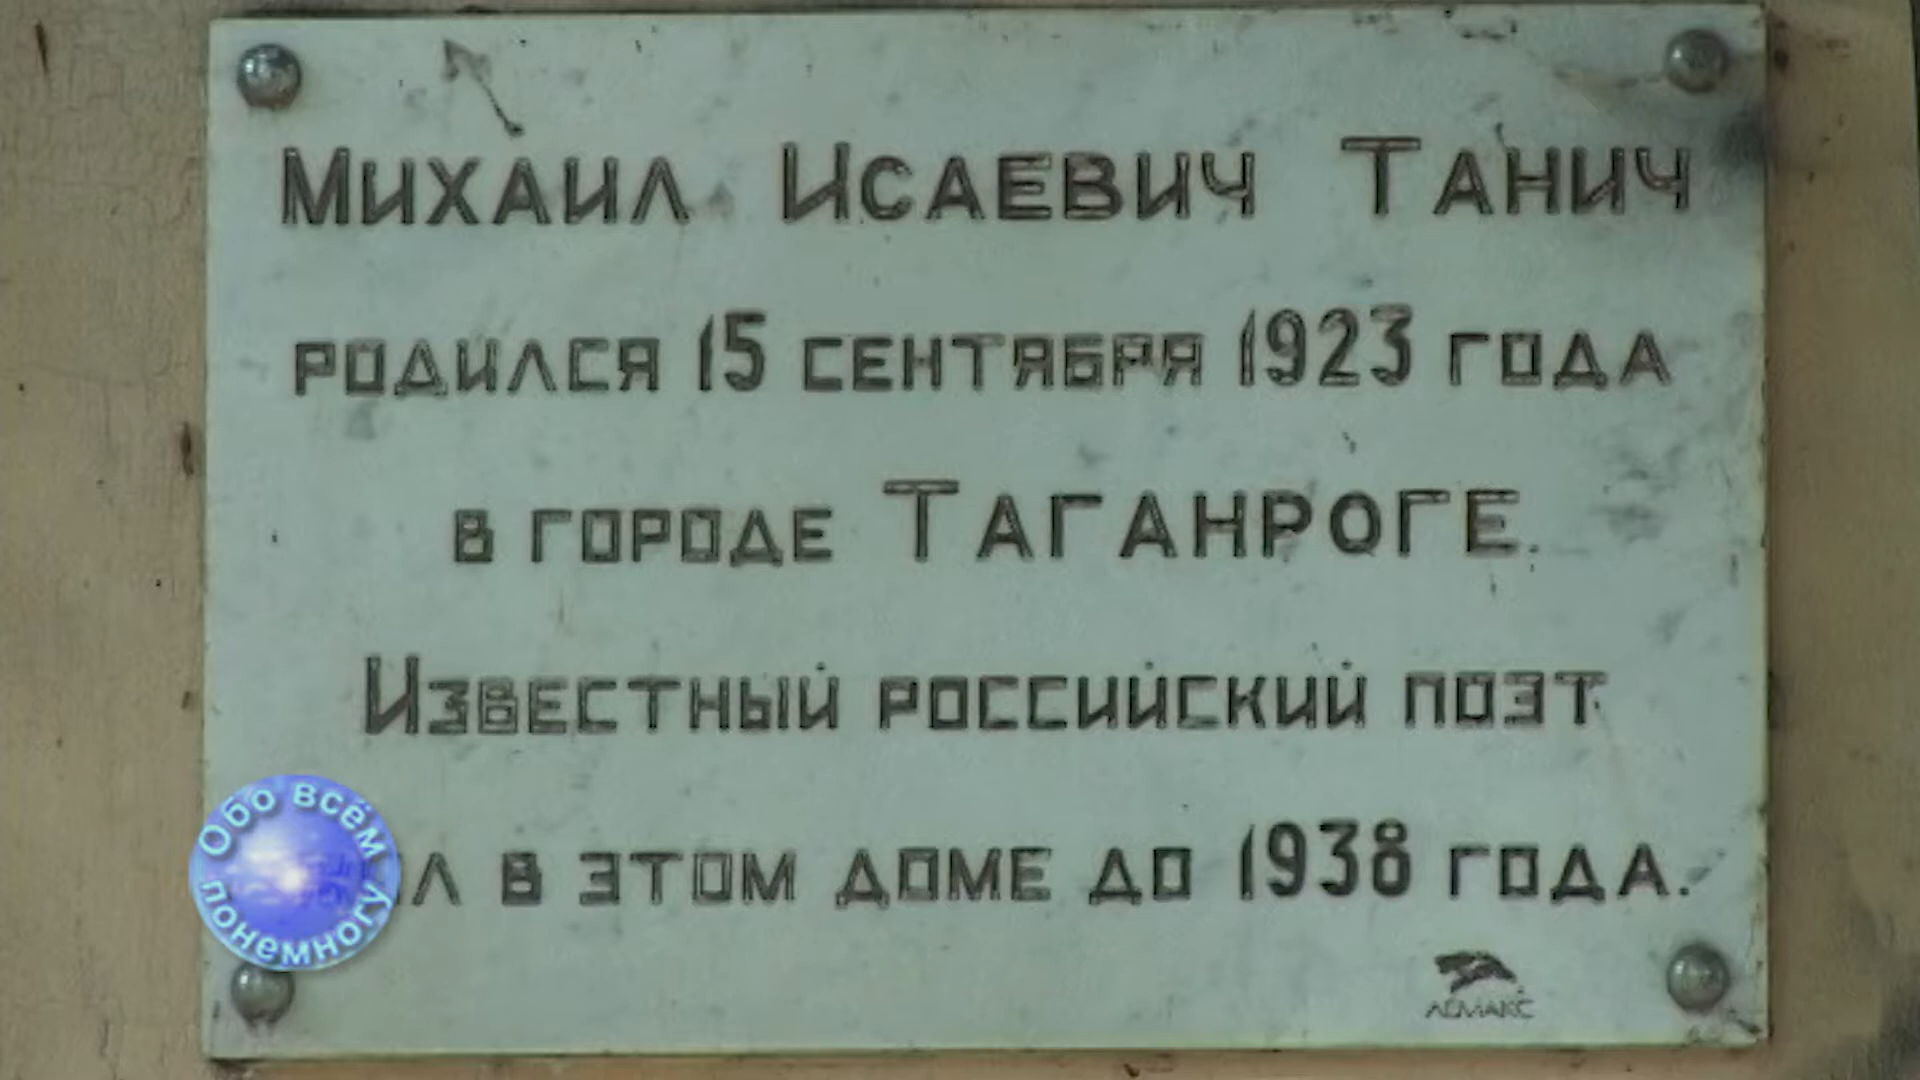 Михаил Исаевич Танич
родился 15 сентября 1923 года
в городе Таганроге.
Известный российский поэт
в этом доме до 1938 года.
Обо всём
понемногу
ЛЕМАКС